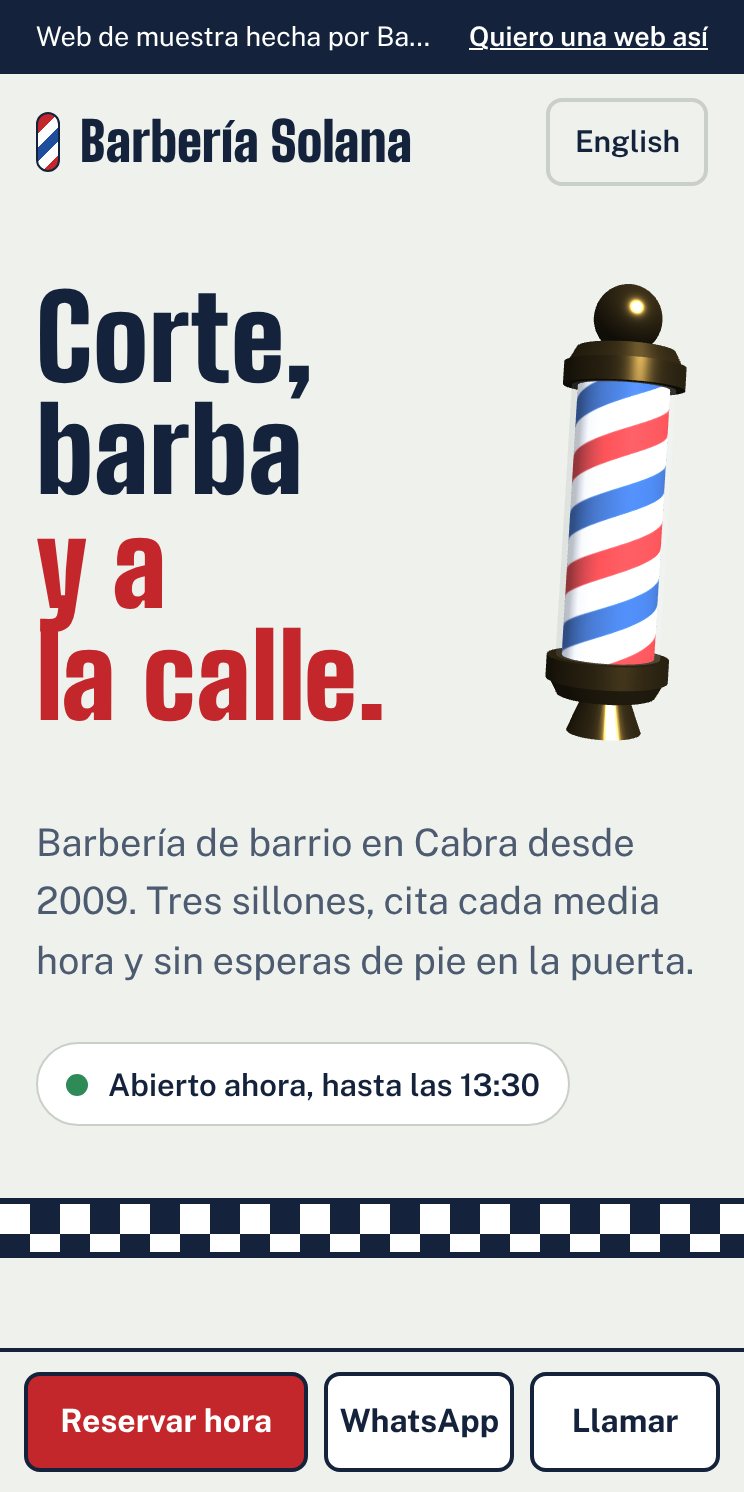 Web de muestra hecha por Ba...
Quiero una web así
Barbería Solana
English
Corte,
barba
y a
la calle.
Barbería de barrio en Cabra desde
2009. Tres sillones, cita cada media
hora y sin esperas de pie en la puerta.
Abierto ahora, hasta las 13:30
Reservar hora
WhatsApp
Llamar